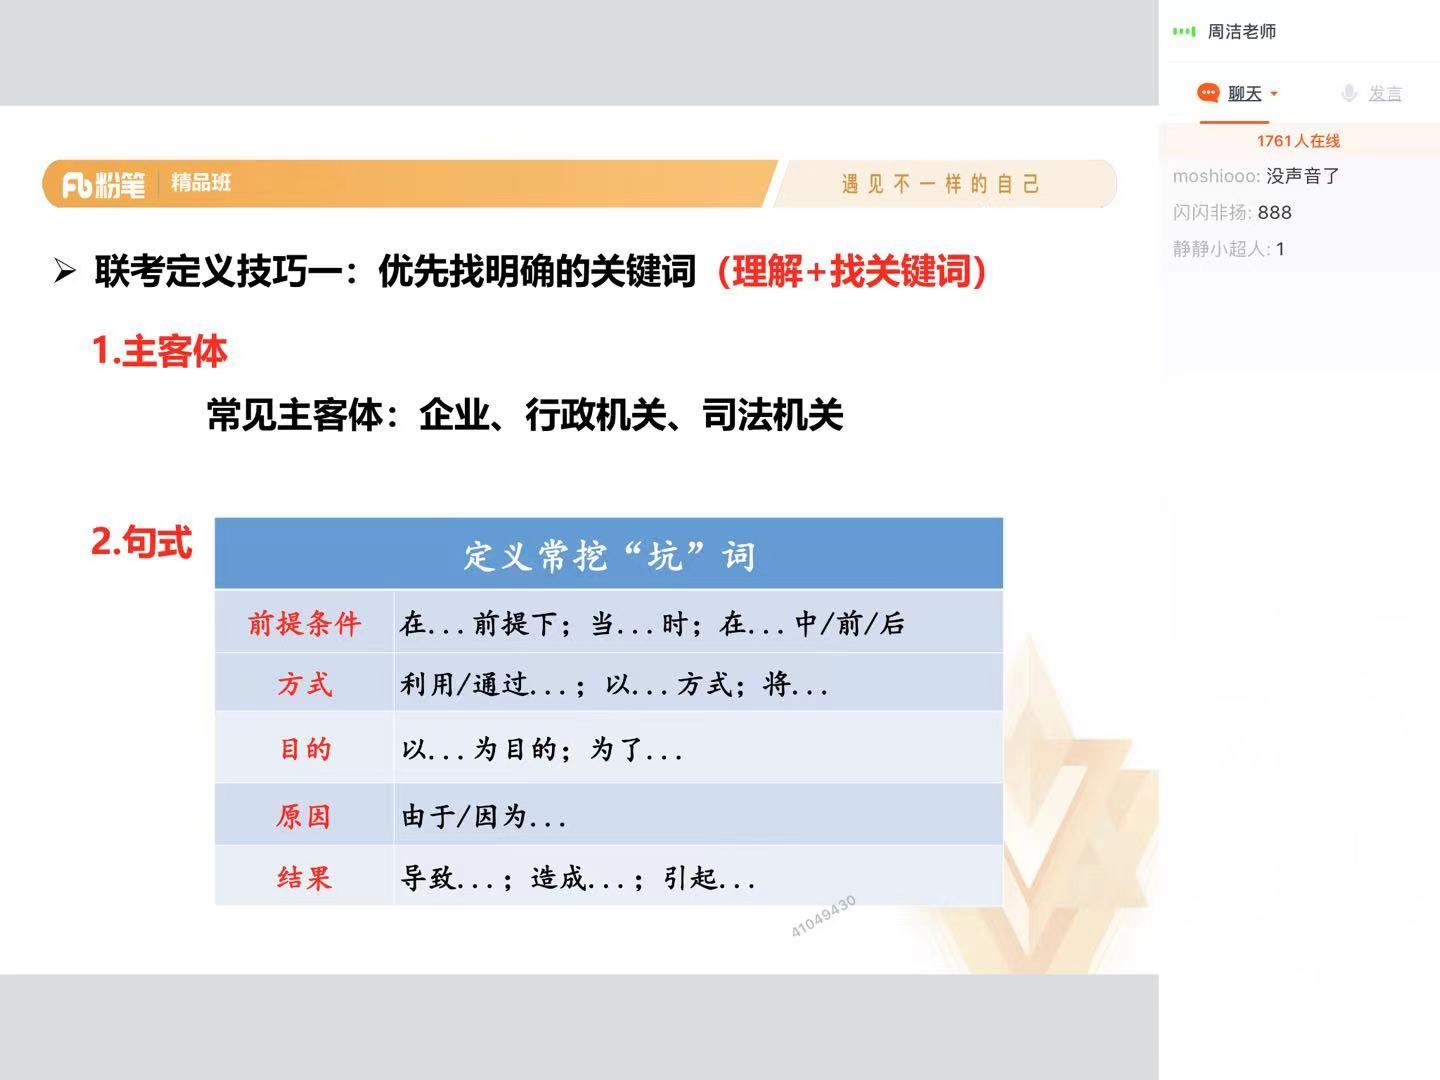 周洁老师
聊天
发言
1761人在线
moshiooo: 没声音了
闪闪非扬: 888
静静小超人: 1
粉笔 精品班
遇见不一样的自己
联考定义技巧一：优先找明确的关键词（理解+找关键词）
1.主客体
常见主客体：企业、行政机关、司法机关
2.句式
定义常挖“坑”词
前提条件 在...前提下；当...时；在...中/前/后
方式 利用/通过...；以...方式；将...
目的 以...为目的；为了...
原因 由于/因为...
结果 导致...；造成...；引起...
41049430